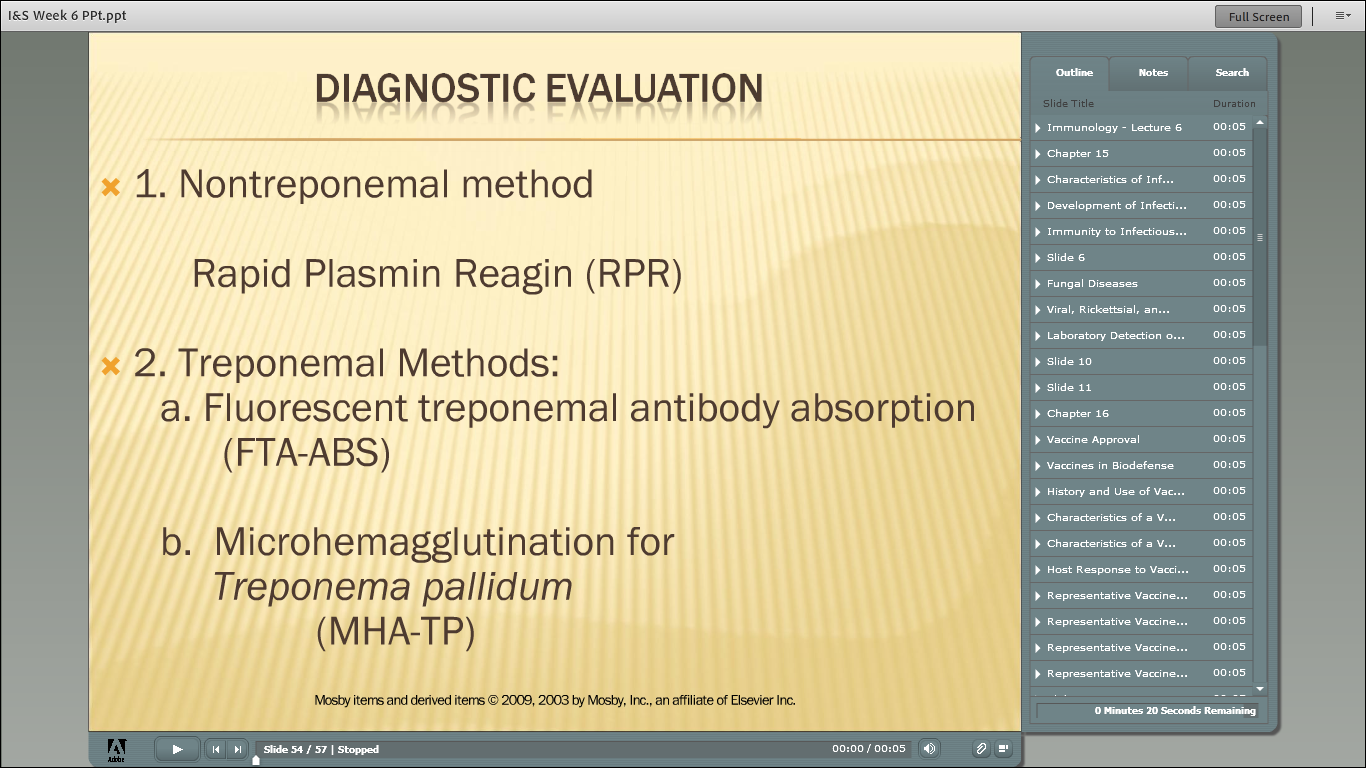 I&S Week 6 PPt.ppt
Full Screen
DIAGNOSTIC EVALUATION
1. Nontreponemal method
Rapid Plasmin Reagin (RPR)
2. Treponemal Methods:
a. Fluorescent treponemal antibody absorption
(FTA-ABS)
b. Microhemagglutination for
Treponema pallidum
(MHA-TP)
Mosby items and derived items © 2009, 2003 by Mosby, Inc., an affiliate of Elsevier Inc.
Outline Notes Search
Slide Title Duration
Immunology - Lecture 6 00:05
Chapter 15 00:05
Characteristics of Inf... 00:05
Development of Infecti... 00:05
Immunity to Infectious... 00:05
Slide 6 00:05
Fungal Diseases 00:05
Viral, Rickettsial, an... 00:05
Laboratory Detection o... 00:05
Slide 10 00:05
Slide 11 00:05
Chapter 16 00:05
Vaccine Approval 00:05
Vaccines in Biodefense 00:05
History and Use of Vac... 00:05
Characteristics of a V... 00:05
Characteristics of a V... 00:05
Host Response to Vacci... 00:05
Representative Vaccine... 00:05
Representative Vaccine... 00:05
Representative Vaccine... 00:05
Representative Vaccine... 00:05
0 Minutes 20 Seconds Remaining
Adobe
Slide 54 / 57 | Stopped 00:00 / 00:05